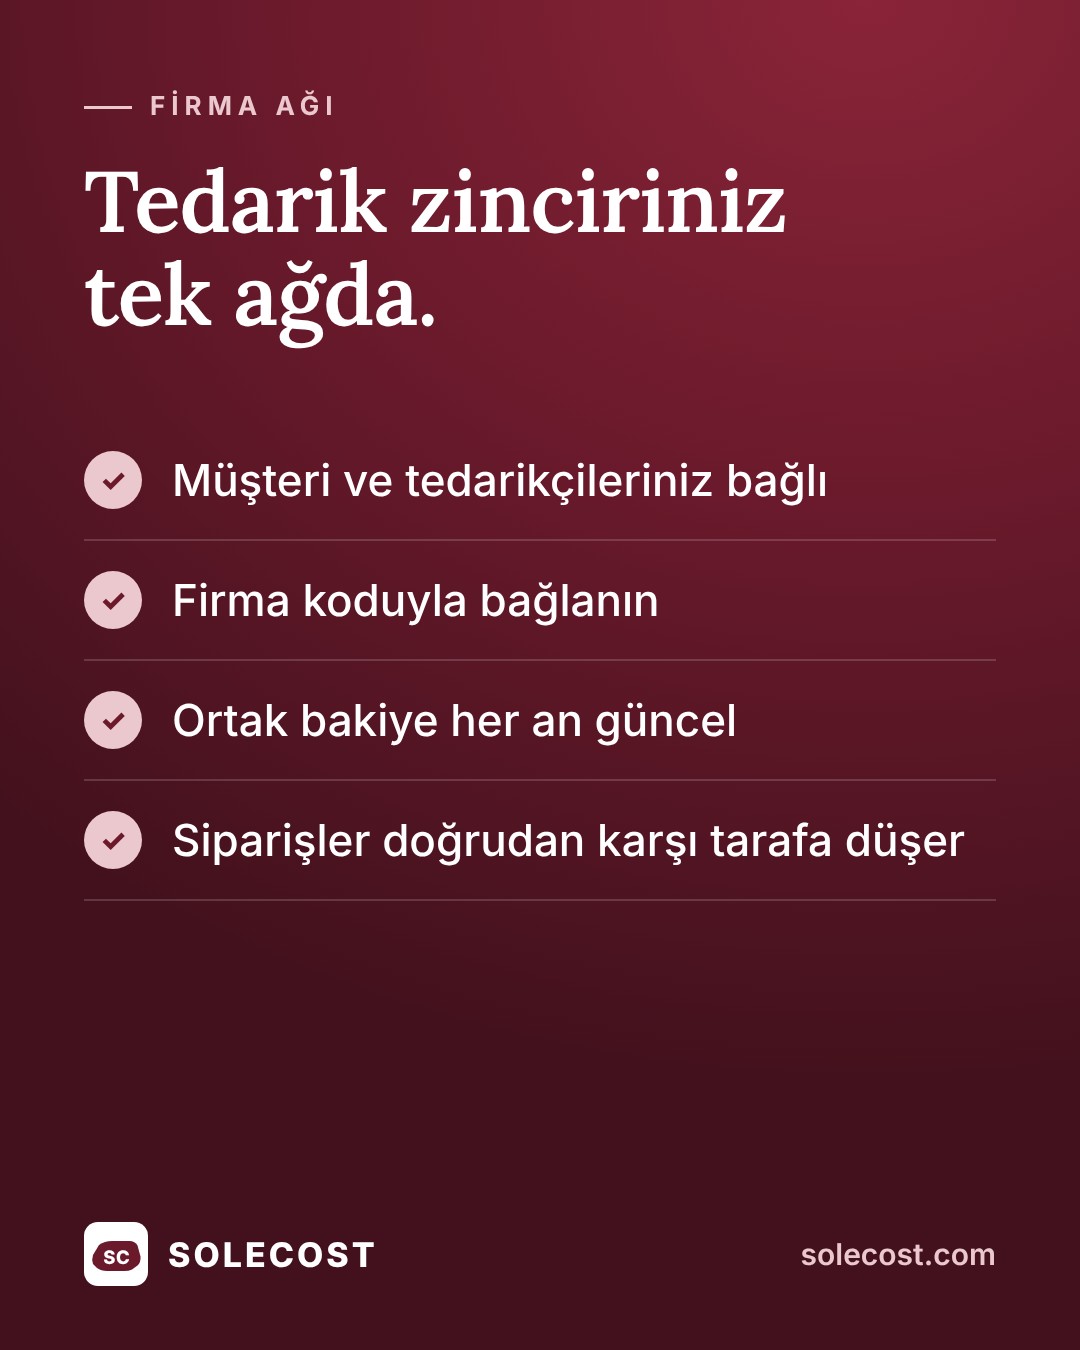 FİRMA AĞI
Tedarik zinciriniz
tek ağda.
Müşteri ve tedarikçileriniz bağlı
Firma koduyla bağlanın
Ortak bakiye her an güncel
Siparişler doğrudan karşı tarafa düşer
SC SOLECOST
solecost.com